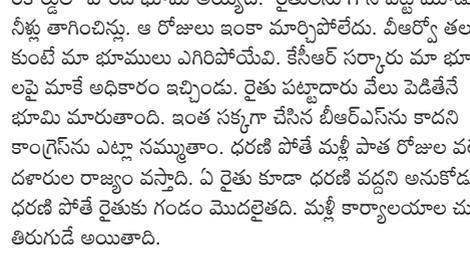 నీళ్లు తాగించిన్లు. ఆ రోజులు ఇంకా మార్చిపోలేదు. వీఆర్వో తల
కుంటే మా భూములు ఎగిరిపోయేవి. కేసీఆర్ సర్కారు మా భూ
లపై మాకే అధికారం ఇచ్చిండు. రైతు పట్టాదారు వేలు పెడితేనే
భూమి మారుతాంది. ఇంత సక్కగా చేసిన బీఆర్ఎస్‌ను కాదని
కాంగ్రెస్‌ను ఎట్లా నమ్ముతాం. ధరణి పోతే మళ్లీ పాత రోజుల
దళారుల రాజ్యం వస్తాది. ఏ రైతు కూడా ధరణి వద్దని అనుకోడ
ధరణి పోతే రైతుకు గండం మొదలైతది. మళ్లీ కార్యాలయాల చు
తిరుగుడే అయితాది.